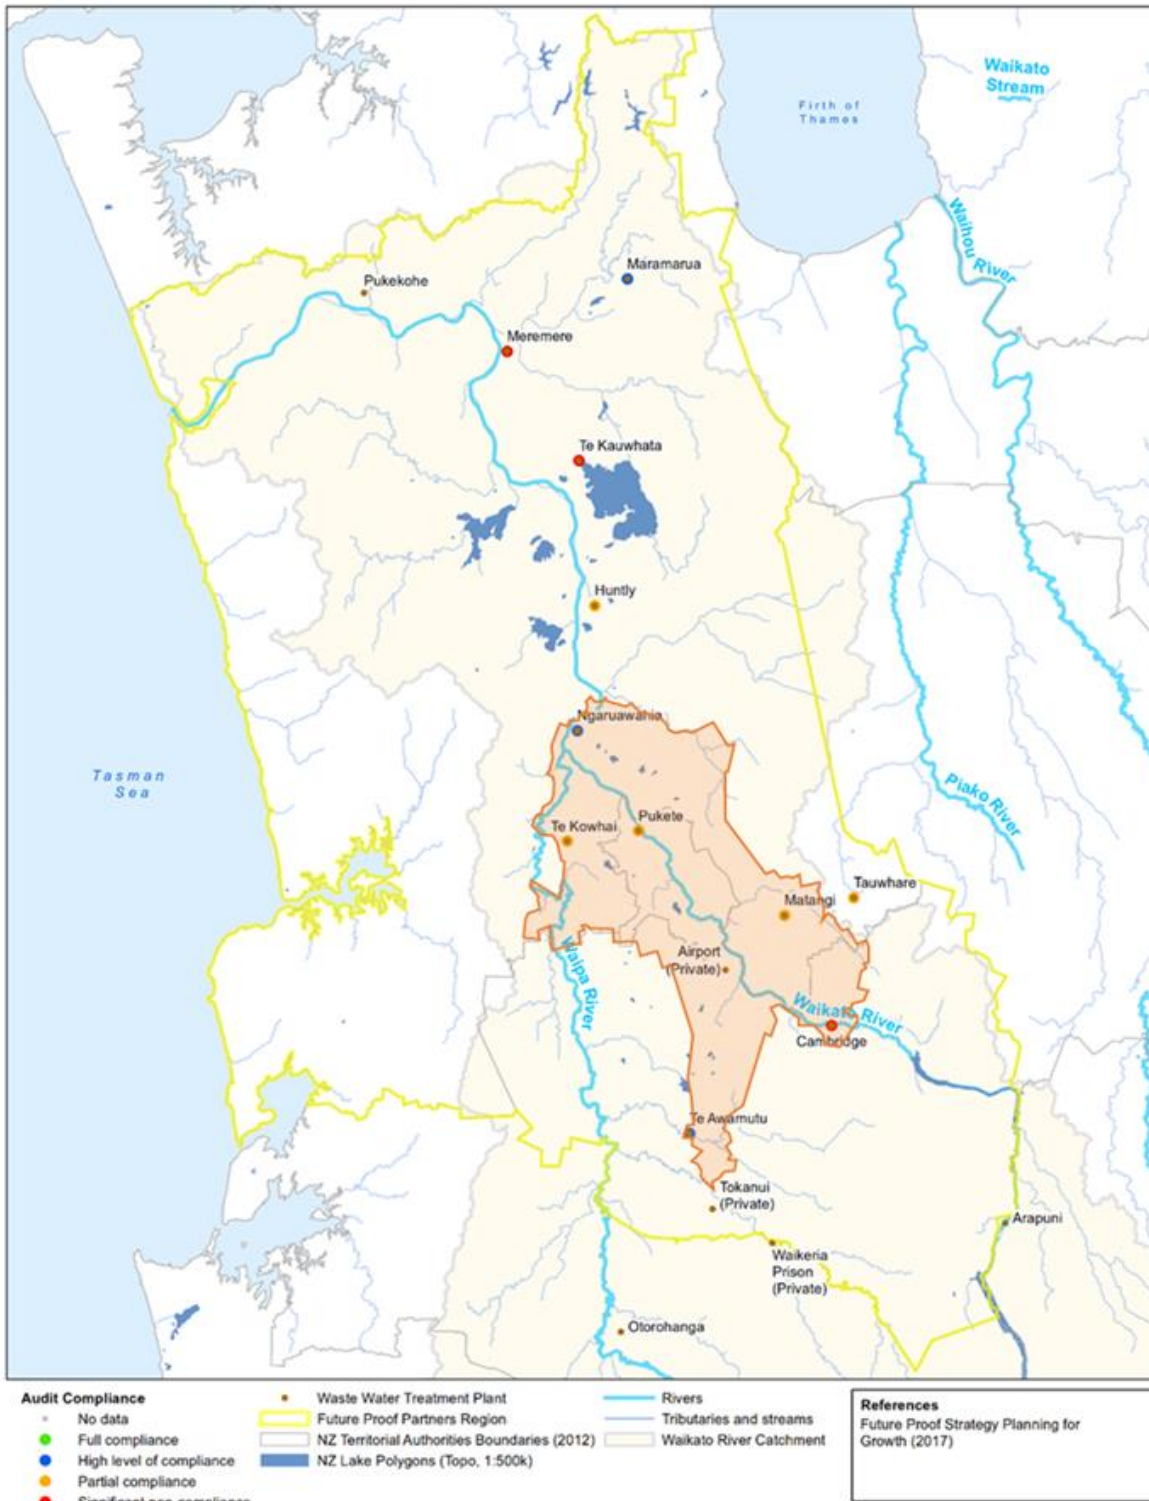 Waikato
Stream
Firth of
Thames
Waihou River
Maramarua
Pukekohe
Meremere
Te Kauwhata
Huntly
Ngaruawahia
Tasman
Sea
Piako River
Te Kowhai
Pukete
Tauwhare
Matangi
Airport
(Private)
Waipa River
Waikato River
Cambridge
Te Awamutu
Tokanui
(Private)
Arapuni
Waikeria
Prison
(Private)
Otorohanga
Audit Compliance
No data
Full compliance
High level of compliance
Partial compliance
Significant non-compliance
Waste Water Treatment Plant
Future Proof Partners Region
NZ Territorial Authorities Boundaries (2012)
NZ Lake Polygons (Topo, 1:500k)
Rivers
Tributaries and streams
Waikato River Catchment
References
Future Proof Strategy Planning for
Growth (2017)